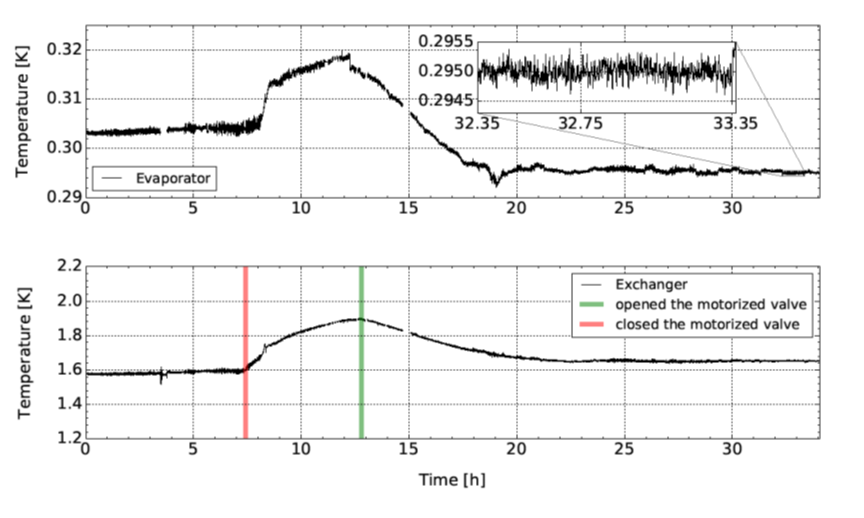 0.32
0.31
0.30
0.29
Temperature [K]
0.2955
0.2950
0.2945
32.35 32.75 33.35
Evaporator
0 5 10 15 20 25 30
2.2
2.0
1.8
1.6
1.4
1.2
Temperature [K]
Exchanger
opened the motorized valve
closed the motorized valve
0 5 10 15 20 25 30
Time [h]